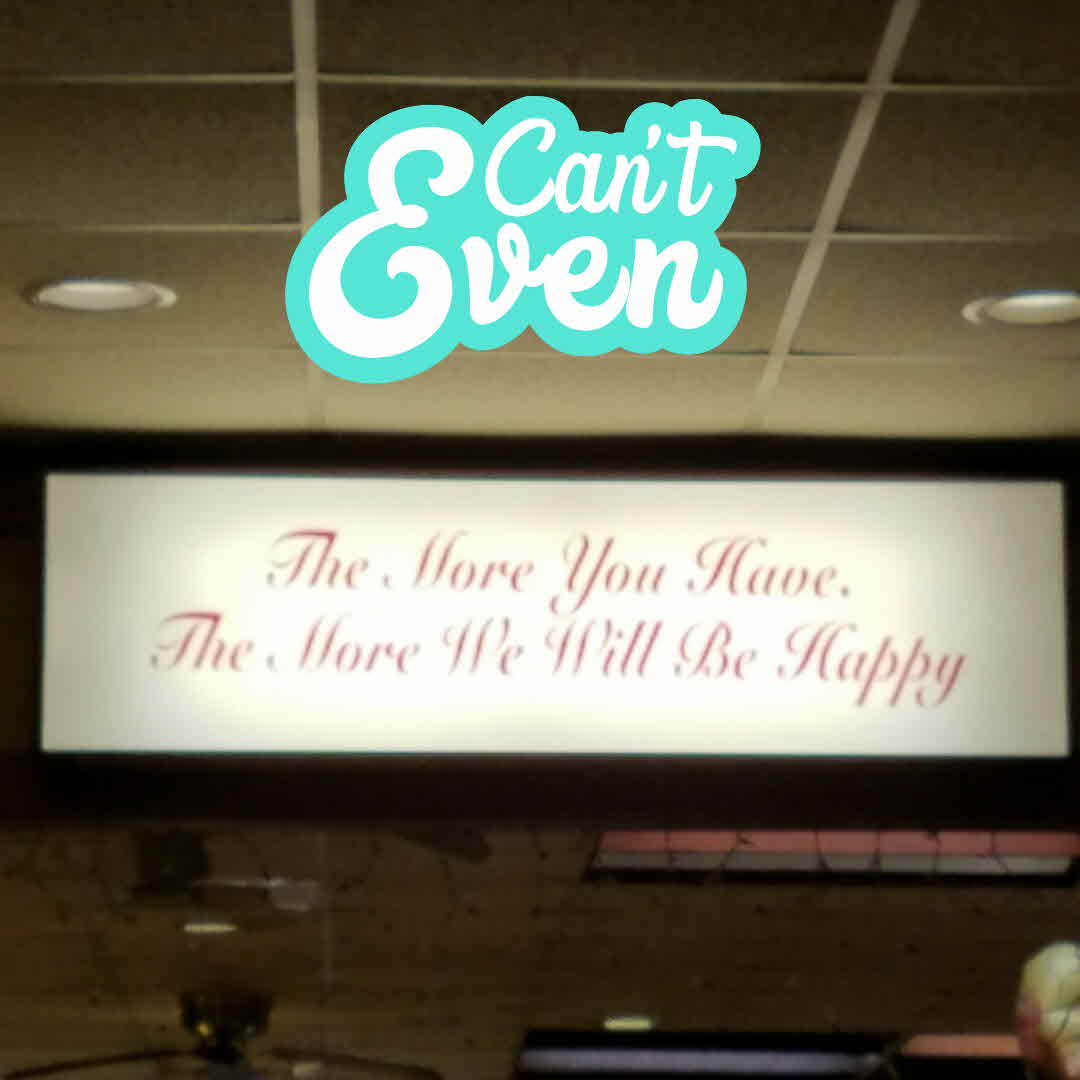 Can't
Even
The More You Have.
The More We Will Be Happy